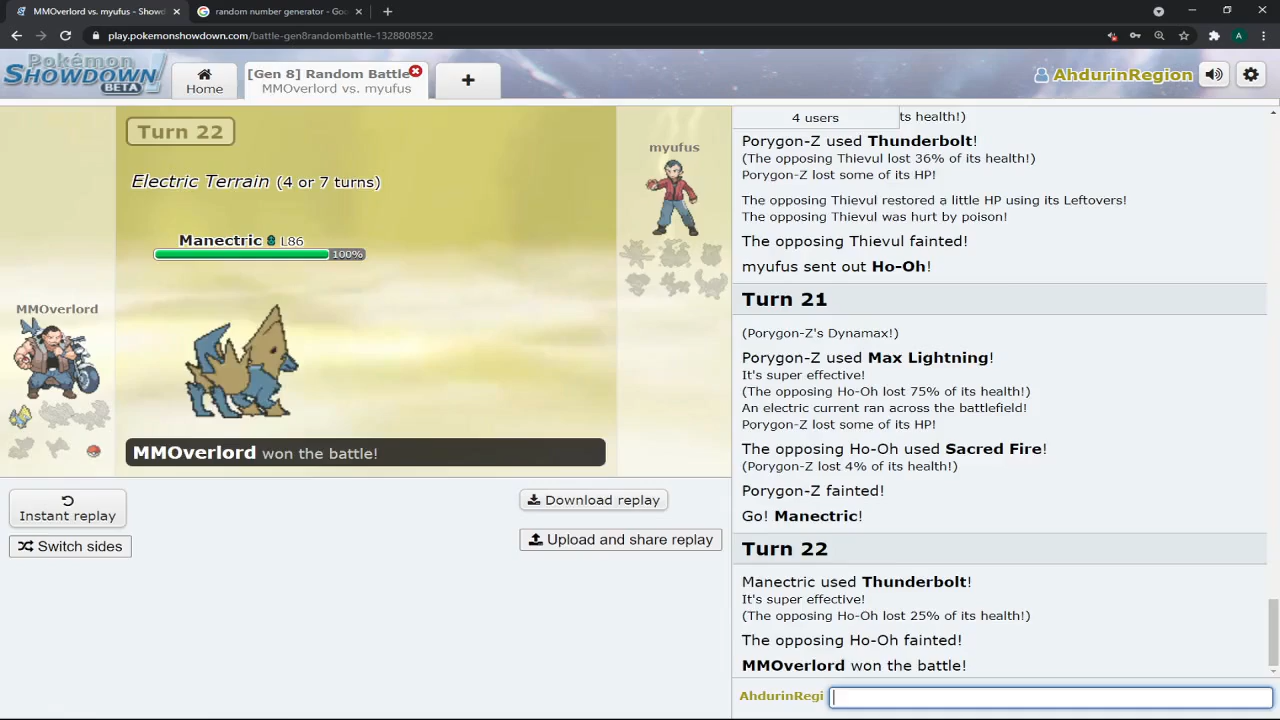 MMOverlord vs. myufus - Showd
random number generator - Goo
play.pokemonshowdown.com/battle-gen8randombattle-1328808522
A
Pokémon
SHOWDOWN!
BETA
Home
[Gen 8] Random Battle
MMOverlord vs. myufus
AhdurinRegion
Turn 22
Electric Terrain (4 or 7 turns)
Manectric L86
100%
myufus
MMOverlord
MMOverlord won the battle!
Instant replay
Switch sides
Download replay
Upload and share replay
4 users
ts health!)
Porygon-Z used Thunderbolt!
(The opposing Thievul lost 36% of its health!)
Porygon-Z lost some of its HP!
The opposing Thievul restored a little HP using its Leftovers!
The opposing Thievul was hurt by poison!
The opposing Thievul fainted!
myufus sent out Ho-Oh!
Turn 21
(Porygon-Z's Dynamax!)
Porygon-Z used Max Lightning!
It's super effective!
(The opposing Ho-Oh lost 75% of its health!)
An electric current ran across the battlefield!
Porygon-Z lost some of its HP!
The opposing Ho-Oh used Sacred Fire!
(Porygon-Z lost 4% of its health!)
Porygon-Z fainted!
Go! Manectric!
Turn 22
Manectric used Thunderbolt!
It's super effective!
(The opposing Ho-Oh lost 25% of its health!)
The opposing Ho-Oh fainted!
MMOverlord won the battle!
AhdurinRegi